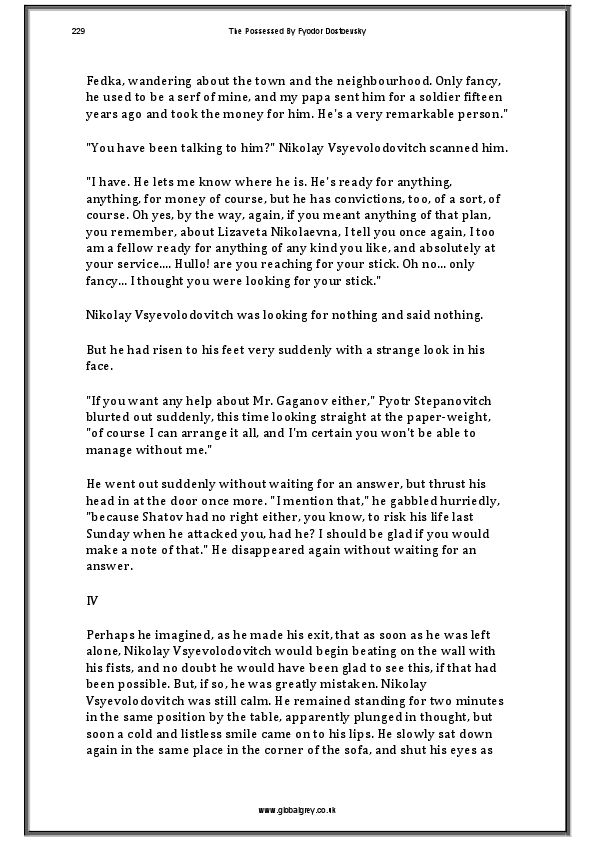 229 The Possessed By Fyodor Dostoevsky
Fedka, wandering about the town and the neighbourhood. Only fancy,
he used to be a serf of mine, and my papa sent him for a soldier fifteen
years ago and took the money for him. He's a very remarkable person."
"You have been talking to him?" Nikolay Vsyevolodovitch scanned him.
"I have. He lets me know where he is. He's ready for anything,
anything, for money of course, but he has convictions, too, of a sort, of
course. Oh yes, by the way, again, if you meant anything of that plan,
you remember, about Lizaveta Nikolaevna, I tell you once again, I too
am a fellow ready for anything of any kind you like, and absolutely at
your service.... Hullo! are you reaching for your stick. Oh no... only
fancy... I thought you were looking for your stick."
Nikolay Vsyevolodovitch was looking for nothing and said nothing.
But he had risen to his feet very suddenly with a strange look in his
face.
"If you want any help about Mr. Gaganov either," Pyotr Stepanovitch
blurted out suddenly, this time looking straight at the paper-weight,
"of course I can arrange it all, and I'm certain you won't be able to
manage without me."
He went out suddenly without waiting for an answer, but thrust his
head in at the door once more. "I mention that," he gabbled hurriedly,
"because Shatov had no right either, you know, to risk his life last
Sunday when he attacked you, had he? I should be glad if you would
make a note of that." He disappeared again without waiting for an
answer.
IV
Perhaps he imagined, as he made his exit, that as soon as he was left
alone, Nikolay Vsyevolodovitch would begin beating on the wall with
his fists, and no doubt he would have been glad to see this, if that had
been possible. But, if so, he was greatly mistaken. Nikolay
Vsyevolodovitch was still calm. He remained standing for two minutes
in the same position by the table, apparently plunged in thought, but
soon a cold and listless smile came on to his lips. He slowly sat down
again in the same place in the corner of the sofa, and shut his eyes as
www.globalgrey.co.uk